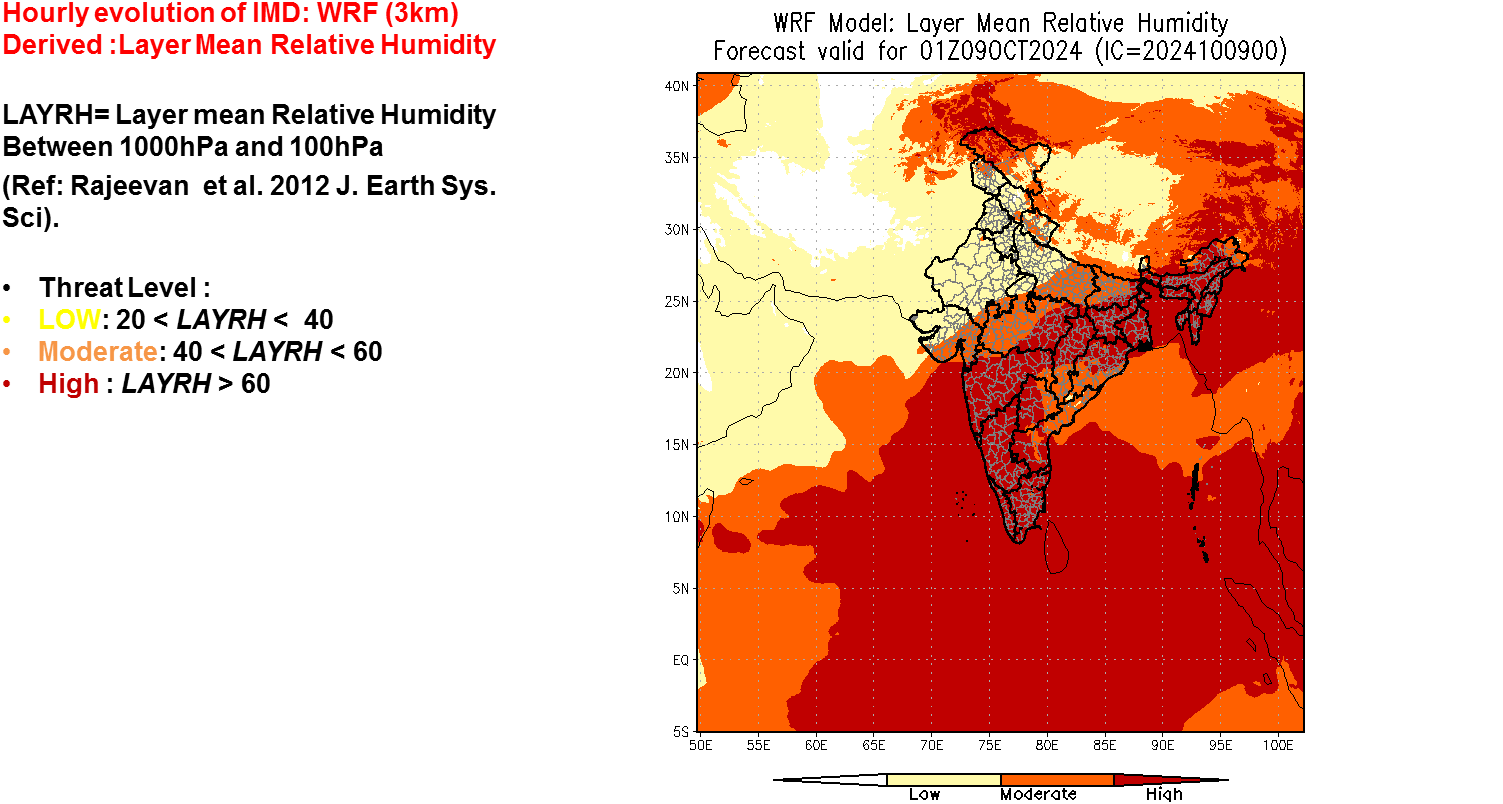 Hourly evolution of IMD: WRF (3km)
Derived :Layer Mean Relative Humidity
LAYRH= Layer mean Relative Humidity
Between 1000hPa and 100hPa
(Ref: Rajeevan et al. 2012 J. Earth Sys.
Sci).
• Threat Level :
• LOW: 20 < LAYRH < 40
• Moderate: 40 < LAYRH < 60
• High : LAYRH > 60
WRF Model: Layer Mean Relative Humidity
Forecast valid for 01Z09OCT2024 (IC=2024100900)
40N
35N
30N
25N
20N
15N
10N
5N
EQ
5S
50E 55E 60E 65E 70E 75E 80E 85E 90E 95E 100E
Low Moderate High